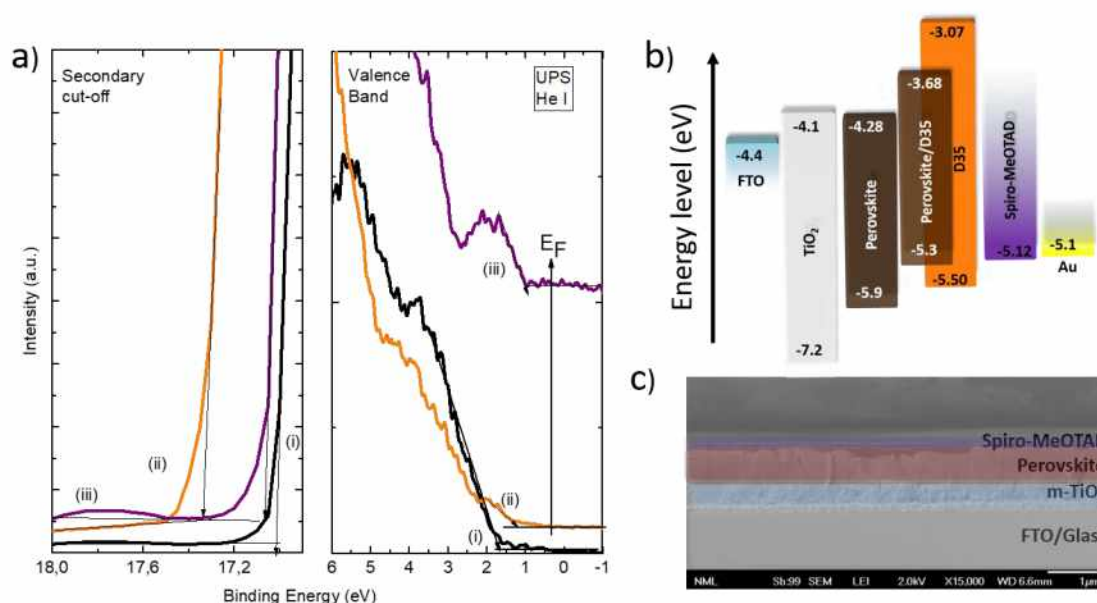 a)
Secondary
cut-off
Valence
Band
UPS
He I
(iii)
E_F
(i)
(ii)
(iii)
(ii)
(i)
Intensity (a.u.)
18,0
17,6
17,2
6
5
4
3
2
1
0
-1
Binding Energy (eV)
b)
Energy level (eV)
-4.4
FTO
-4.1
TiO₂
-7.2
-4.28
Perovskite
-5.9
-3.68
Perovskite/D35
-5.3
-3.07
D35
-5.50
Spiro-MeOTAD
-5.12
-5.1
Au
c)
Spiro-MeOTAD
Perovskite
m-TiO
FTO/Glas
NML Sb:99 SEM LEI 2.0kV X15,000 WD 6.6mm 1µm